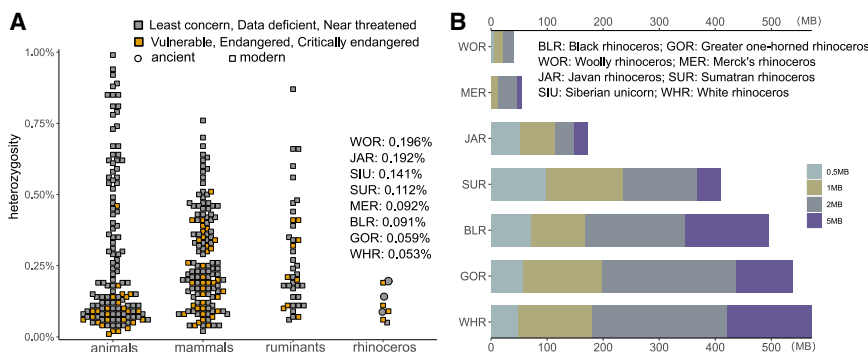 A
Least concern, Data deficient, Near threatened
Vulnerable, Endangered, Critically endangered
ancient modern
1.00%
0.75%
0.50%
0.25%
0.00%
heterozygosity
WOR: 0.196%
JAR: 0.192%
SIU: 0.141%
SUR: 0.112%
MER: 0.092%
BLR: 0.091%
GOR: 0.059%
WHR: 0.053%
animals mammals ruminants rhinoceros
B
0 100 200 300 400 500 (MB)
BLR: Black rhinoceros; GOR: Greater one-horned rhinoceros
WOR: Woolly rhinoceros; MER: Merck's rhinoceros
JAR: Javan rhinoceros; SUR: Sumatran rhinoceros
SIU: Siberian unicorn; WHR: White rhinoceros
WOR
MER
JAR
SUR
BLR
GOR
WHR
0.5MB
1MB
2MB
5MB
0 100 200 300 400 500 (MB)